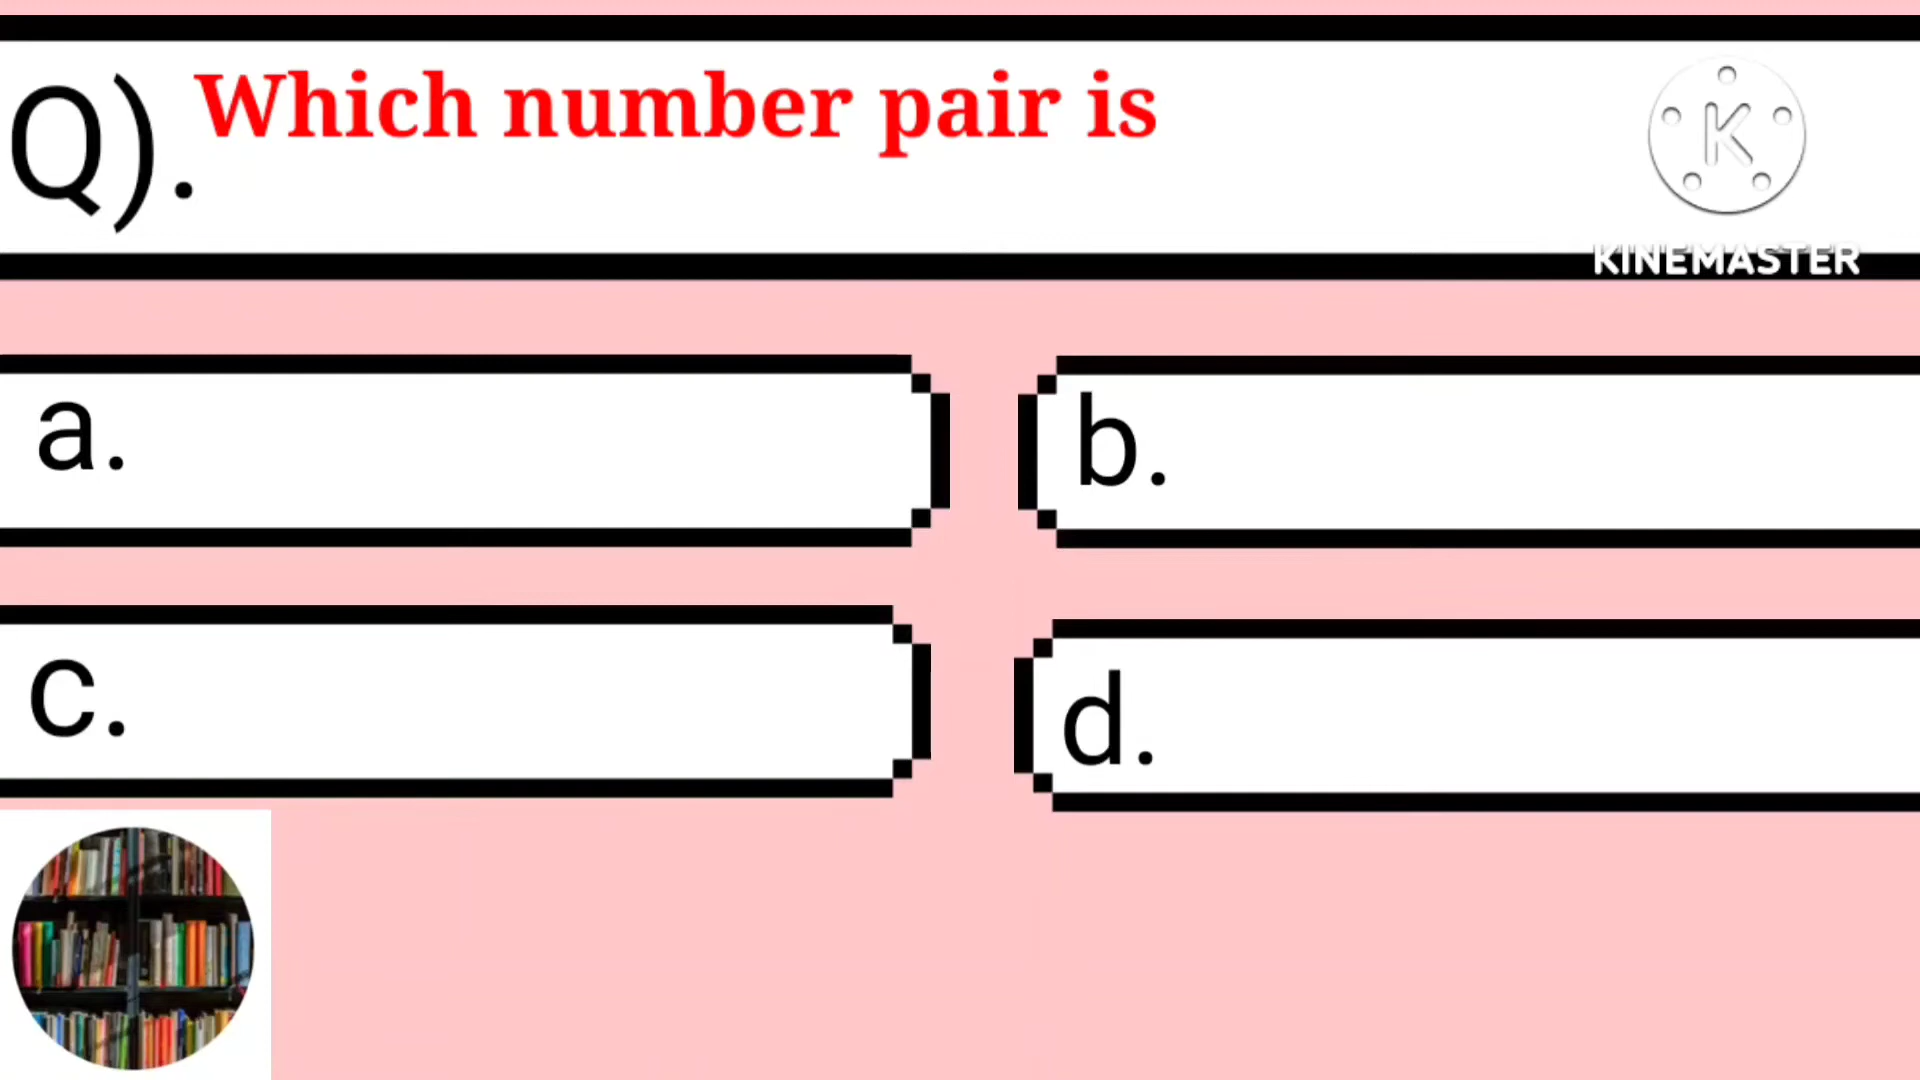 Q). Which number pair is
K
KINEMASTER
a.
b.
c.
d.